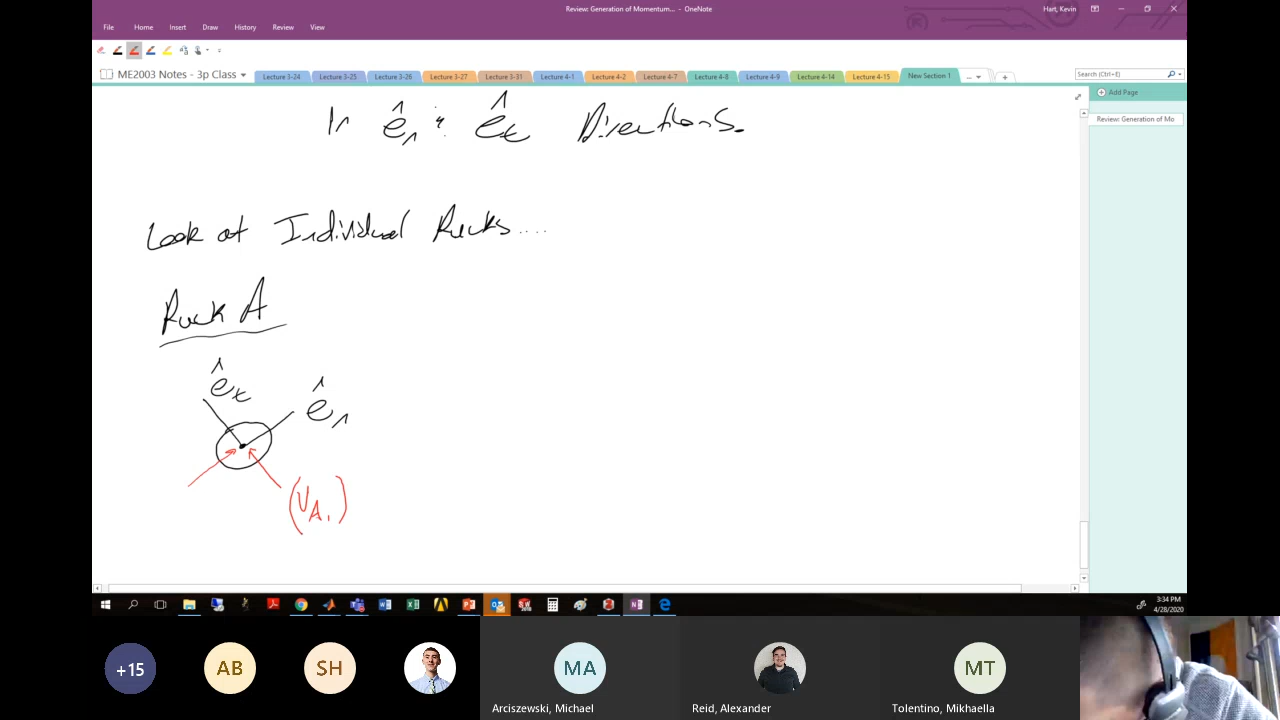 Review: Generation of Momentum... - OneNote
Hart, Kevin
File Home Insert Draw History Review View
ME2003 Notes - 3p Class
Lecture 3-24 Lecture 3-25 Lecture 3-26 Lecture 3-27 Lecture 3-31 Lecture 4-1 Lecture 4-2 Lecture 4-7 Lecture 4-8 Lecture 4-9 Lecture 4-14 Lecture 4-15 New Section 1 ...
Search (Ctrl+E)
Add Page
Review: Generation of Mo
In ê_n & ê_t Directions.
Look at Individual Pucks....
Puck A
ê_t
ê_n
(V_A1)
3:34 PM
4/28/2020
+15
AB
SH
MA
MT
Arciszewski, Michael
Reid, Alexander
Tolentino, Mikhaella